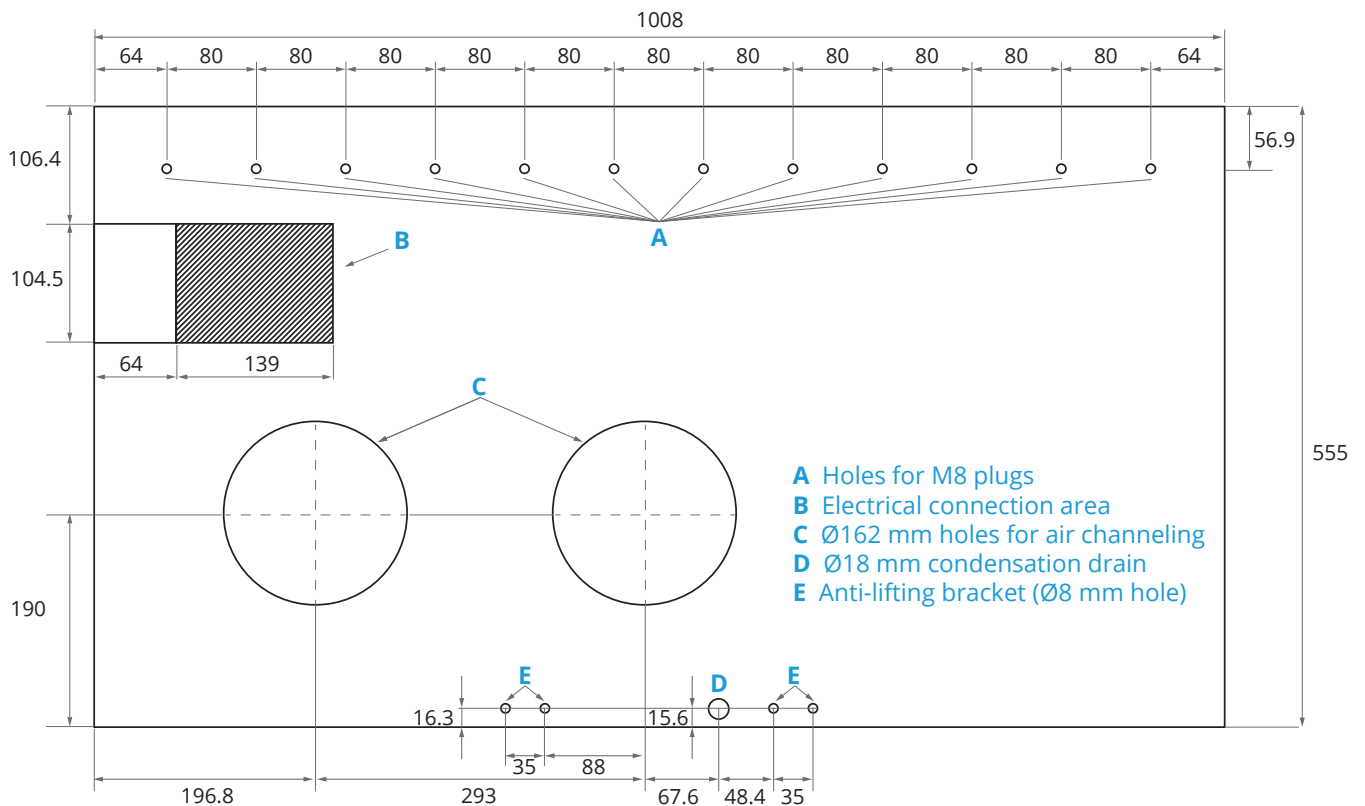 1008
64 80 80 80 80 80 80 80 80 80 80 80 64
106.4
56.9
A
B
104.5
64 139
C
555
A Holes for M8 plugs
B Electrical connection area
C Ø162 mm holes for air channeling
D Ø18 mm condensation drain
E Anti-lifting bracket (Ø8 mm hole)
190
E D E
16.3 15.6
35 88
196.8 293 67.6 48.4 35